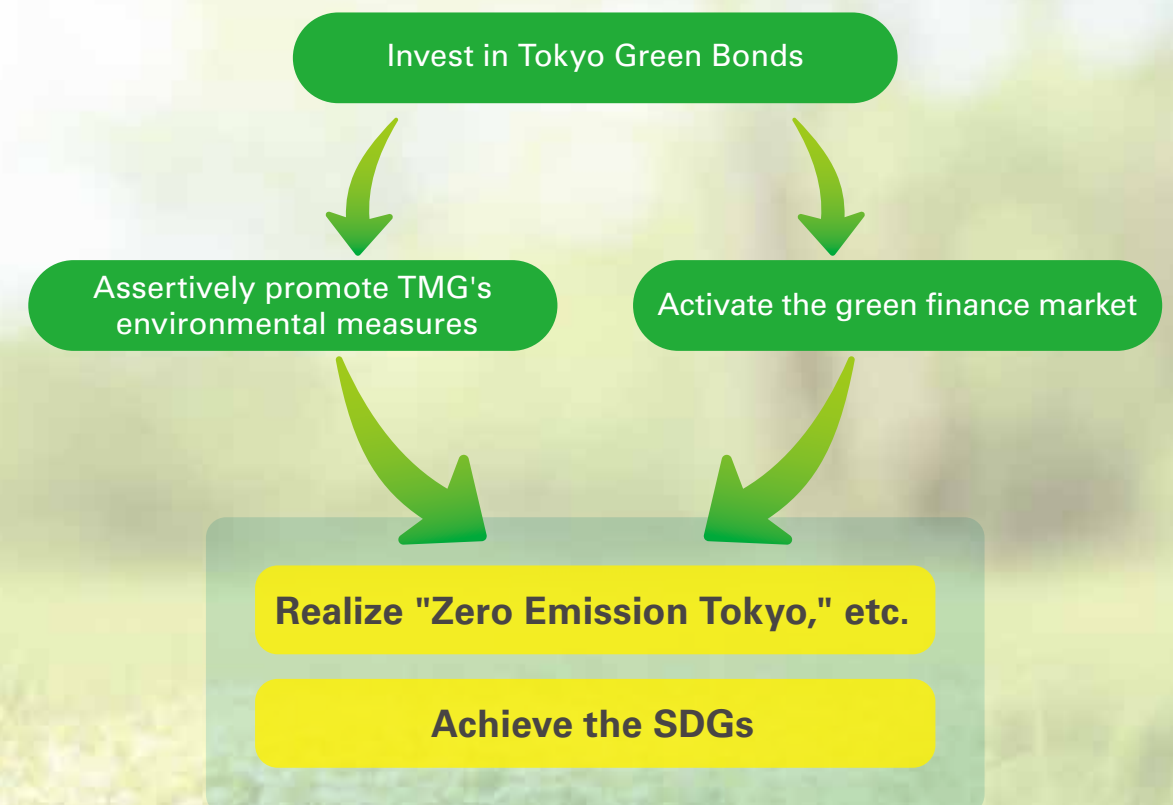 Invest in Tokyo Green Bonds
Assertively promote TMG's
environmental measures
Activate the green finance market
Realize "Zero Emission Tokyo," etc.
Achieve the SDGs